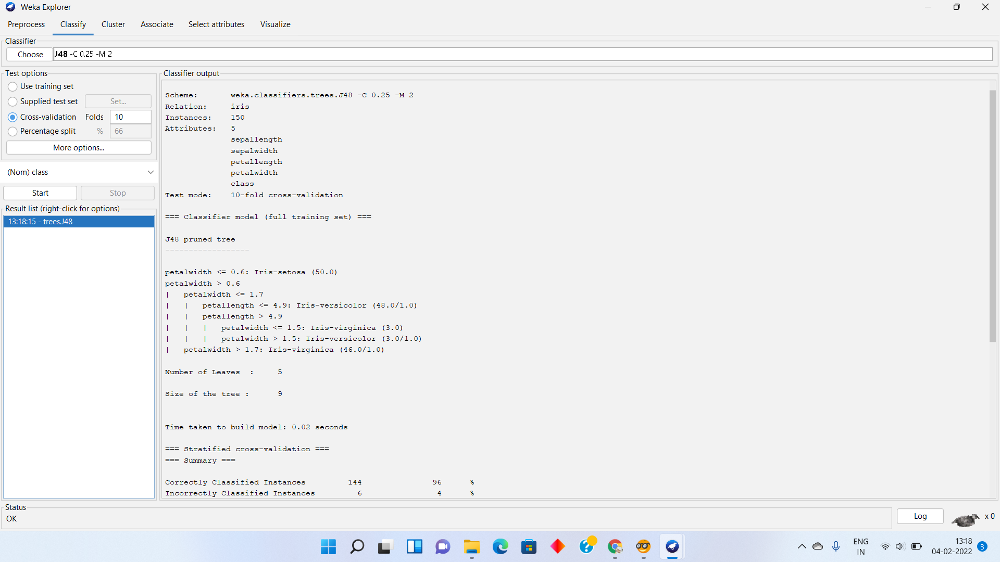 Weka Explorer
Preprocess Classify Cluster Associate Select attributes Visualize
Classifier
Choose J48 -C 0.25 -M 2
Test options
Use training set
Supplied test set Set...
Cross-validation Folds 10
Percentage split % 66
More options...
(Nom) class
Start Stop
Result list (right-click for options)
13:18:15 - trees.J48
Classifier output
Scheme: weka.classifiers.trees.J48 -C 0.25 -M 2
Relation: iris
Instances: 150
Attributes: 5
sepallength
sepalwidth
petallength
petalwidth
class
Test mode: 10-fold cross-validation
=== Classifier model (full training set) ===
J48 pruned tree
------------------
petalwidth <= 0.6: Iris-setosa (50.0)
petalwidth > 0.6
| petalwidth <= 1.7
| | petallength <= 4.9: Iris-versicolor (48.0/1.0)
| | petallength > 4.9
| | | petalwidth <= 1.5: Iris-virginica (3.0)
| | | petalwidth > 1.5: Iris-versicolor (3.0/1.0)
| petalwidth > 1.7: Iris-virginica (46.0/1.0)
Number of Leaves : 5
Size of the tree : 9
Time taken to build model: 0.02 seconds
=== Stratified cross-validation ===
=== Summary ===
Correctly Classified Instances 144 96 %
Incorrectly Classified Instances 6 4 %
Status
OK
Log
x 0
ENG
IN
13:18
04-02-2022
3